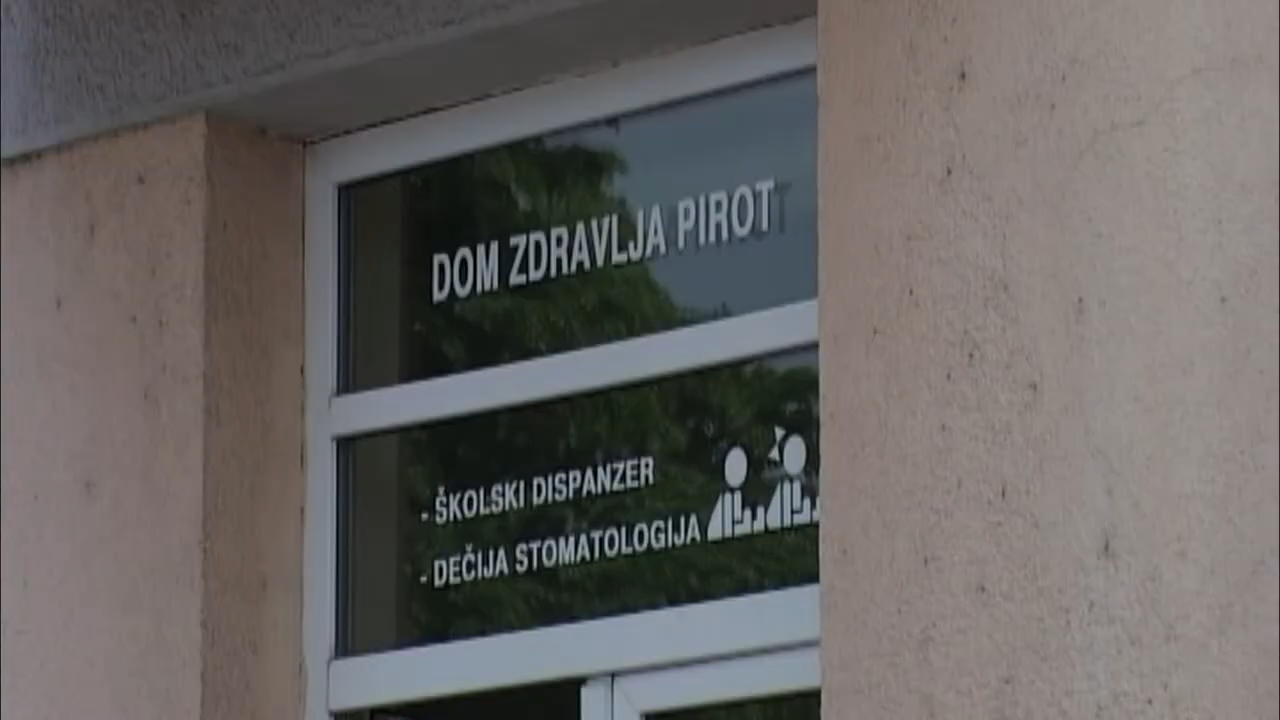 DOM ZDRAVLJA PIROT
- ŠKOLSKI DISPANZER
- DEČIJA STOMATOLOGIJA